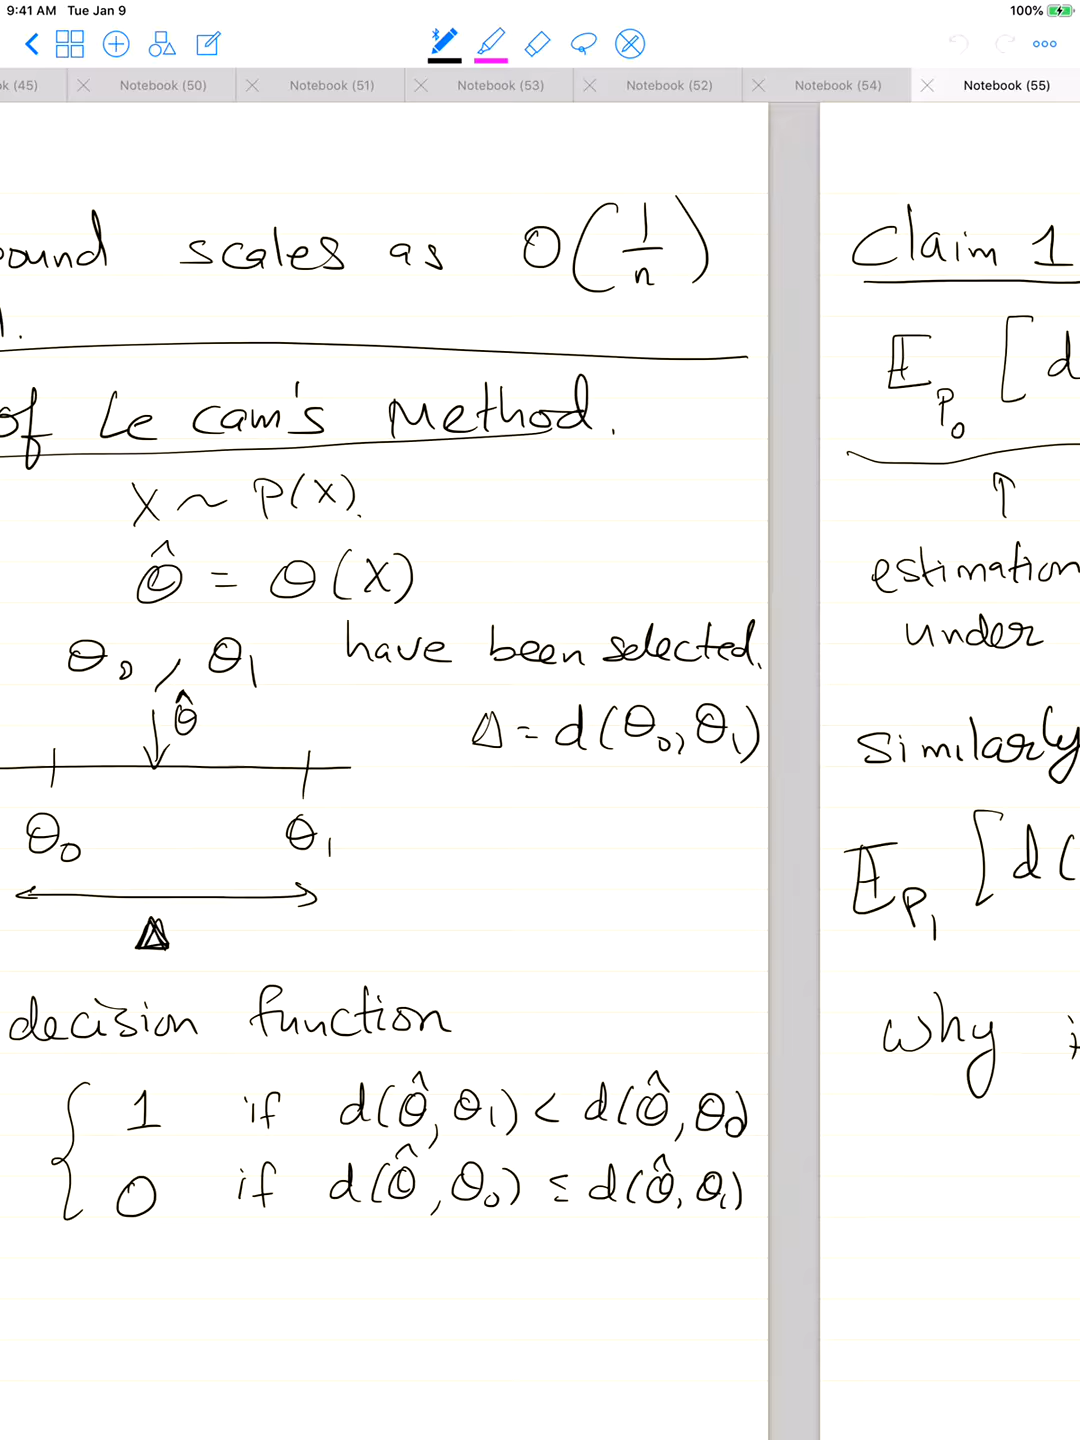 9:41 AM Tue Jan 9 100%
k (45) Notebook (50) Notebook (51) Notebook (53) Notebook (52) Notebook (54) Notebook (55)
ound scales as O(1/n)
d.
of Le cam's Method.
X ~ P(X).
θ̂ = θ(X)
θ₀, θ₁ have been selected.
θ̂
Δ = d(θ₀, θ₁)
θ₀ θ₁
Δ
decision function
{ 1 if d(θ̂, θ₁) < d(θ̂, θ₀)
0 if d(θ̂, θ₀) ≤ d(θ̂, θ₁)
Claim 1
𝔼_P₀ [d
↑
estimation
under
Similarly
𝔼_P₁ [d(
why i